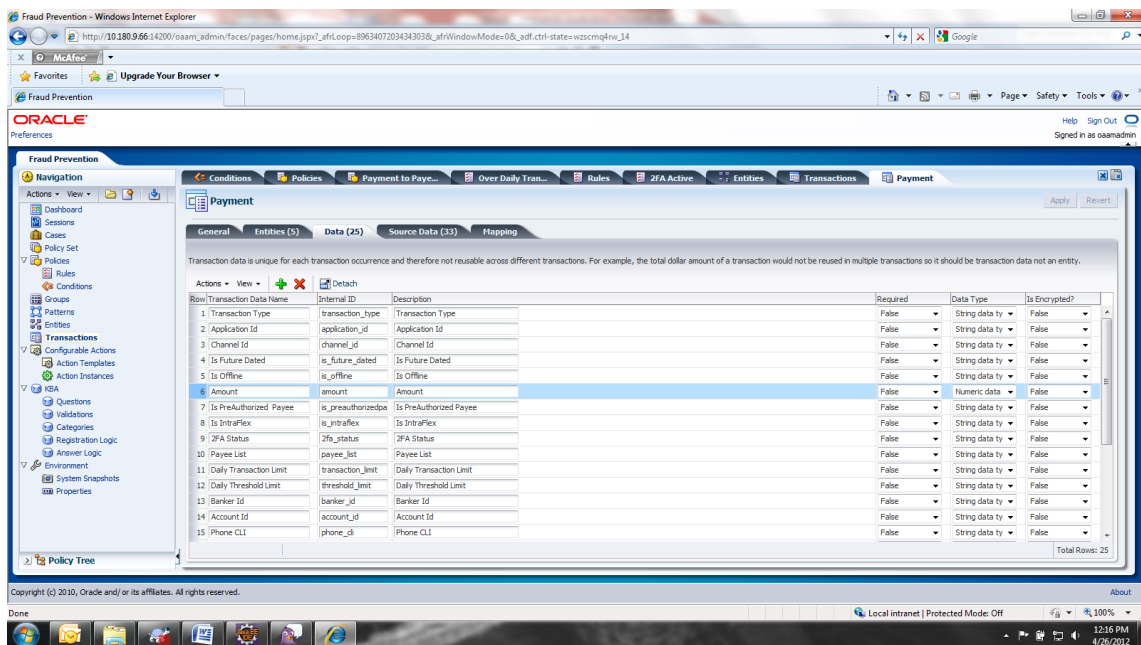 Fraud Prevention - Windows Internet Explorer
http://10.180.9.66:14200/oaam_admin/faces/pages/home.jspx?_afrLoop=8963407203434303&_afrWindowMode=0&_adf.ctrl-state=wzscmq4rw_14
Google
x McAfee
Favorites Upgrade Your Browser
Fraud Prevention
Page Safety Tools
ORACLE
Help Sign Out
Preferences
Signed in as oaamadmin
Fraud Prevention
Navigation
Conditions Policies Payment to Paye... Over Daily Tran... Rules 2FA Active Entities Transactions Payment
Actions View
Payment
Apply Revert
Dashboard
Sessions
Cases
Policy Set
Policies
Rules
Conditions
Groups
Patterns
Entities
Transactions
Configurable Actions
Action Templates
Action Instances
KBA
Questions
Validations
Categories
Registration Logic
Answer Logic
Environment
System Snapshots
Properties
Policy Tree
General Entities (5) Data (25) Source Data (33) Mapping
Transaction data is unique for each transaction occurrence and therefore not reusable across different transactions. For example, the total dollar amount of a transaction would not be reused in multiple transactions so it should be transaction data not an entity.
Actions View Detach
Row Transaction Data Name Internal ID Description Required Data Type Is Encrypted?
1 Transaction Type transaction_type Transaction Type False String data ty False
2 Application Id application_id Application Id False String data ty False
3 Channel Id channel_id Channel Id False String data ty False
4 Is Future Dated is_future_dated Is Future Dated False String data ty False
5 Is Offline is_offline Is Offline False String data ty False
6 Amount amount Amount False Numeric data False
7 Is PreAuthorized Payee is_preauthorizedpa Is PreAuthorized Payee False String data ty False
8 Is IntraFlex is_intraflex Is IntraFlex False String data ty False
9 2FA Status 2fa_status 2FA Status False String data ty False
10 Payee List payee_list Payee List False String data ty False
11 Daily Transaction Limit transaction_limit Daily Transaction Limit False String data ty False
12 Daily Threshold Limit threshold_limit Daily Threshold Limit False String data ty False
13 Banker Id banker_id Banker Id False String data ty False
14 Account Id account_id Account Id False String data ty False
15 Phone CLI phone_cli Phone CLI False String data ty False
Total Rows: 25
Copyright (c) 2010, Oracle and/ or its affiliates. All rights reserved.
About
Done
Local intranet | Protected Mode: Off
100%
12:16 PM
4/26/2012